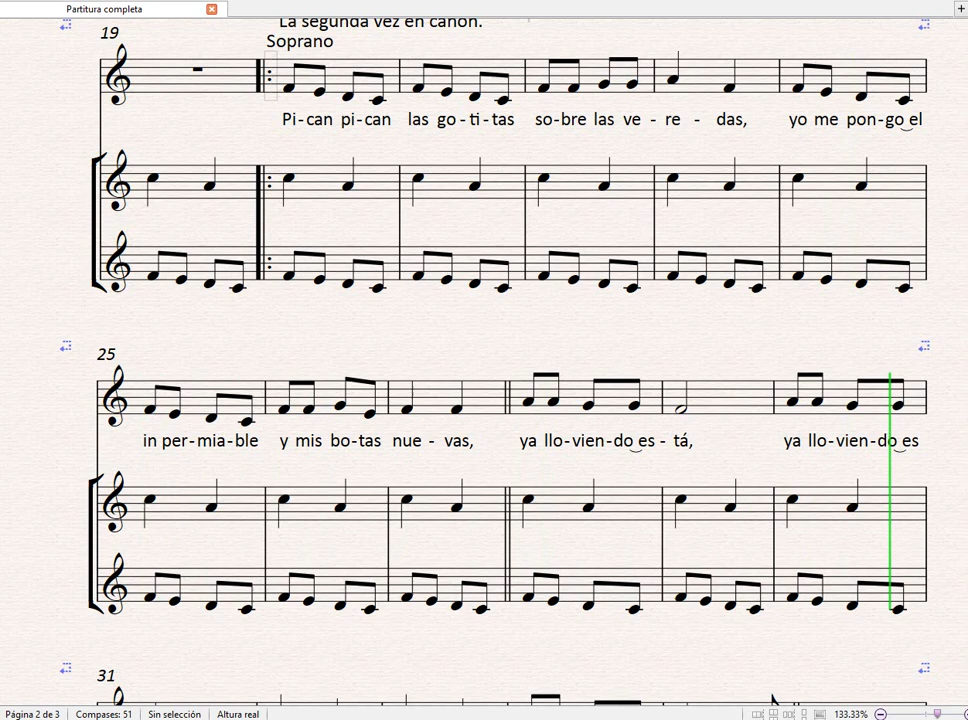 Partitura completa
La segunda vez en canon.
19
Soprano
Pi-can pi-can las go-ti-tas so-bre las ve-re-das, yo me pon-go el
25
in per-mia-ble y mis bo-tas nue-vas, ya llo-vien-do es-tá, ya llo-vien-do es
31
Página 2 de 3 Compases: 51 Sin selección Altura real 133.33%